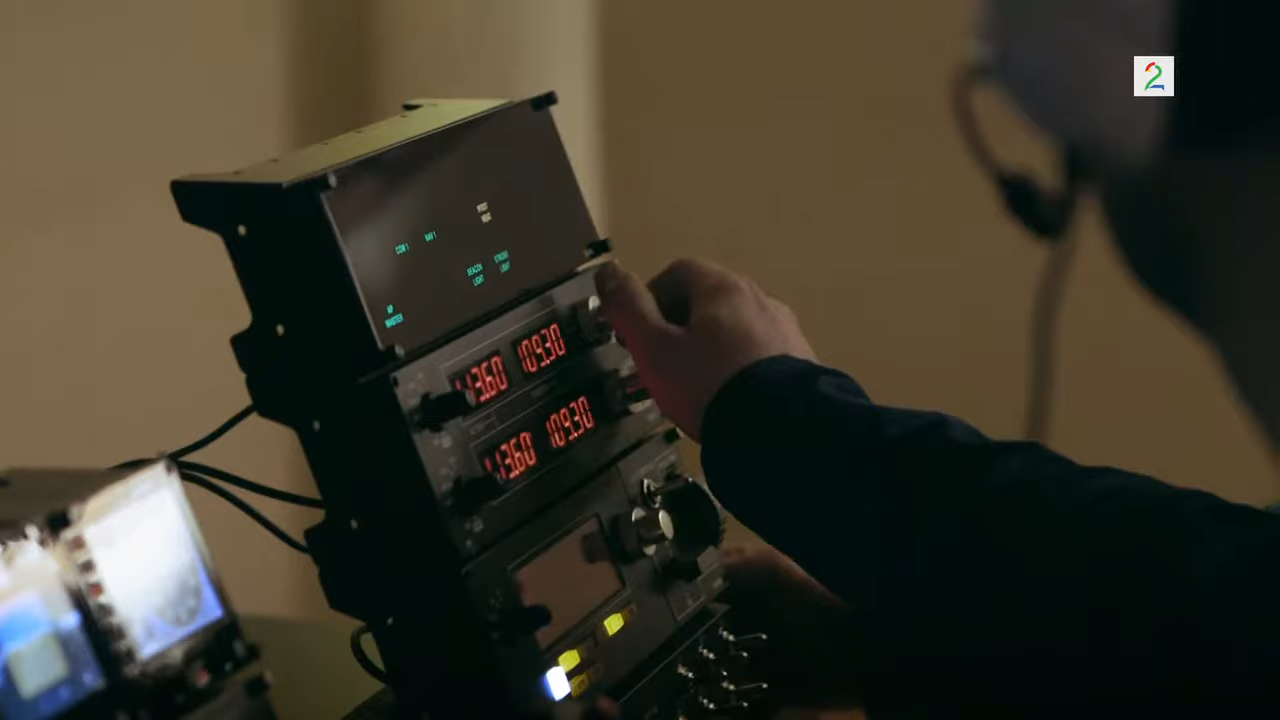 2
COM 1
NAV 1
BEACON
LIGHT
STROBE
LIGHT
AP
MASTER
113.60 109.30
113.60 109.30